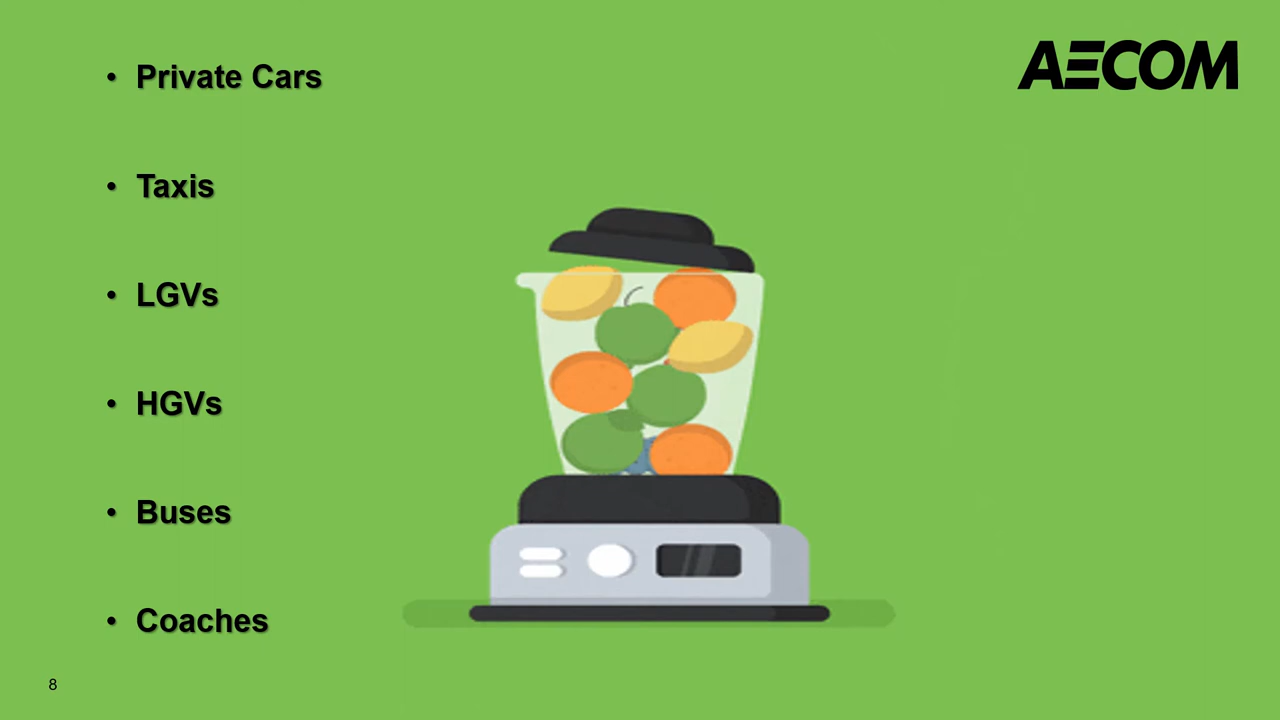 AECOM
• Private Cars
• Taxis
• LGVs
• HGVs
• Buses
• Coaches
8